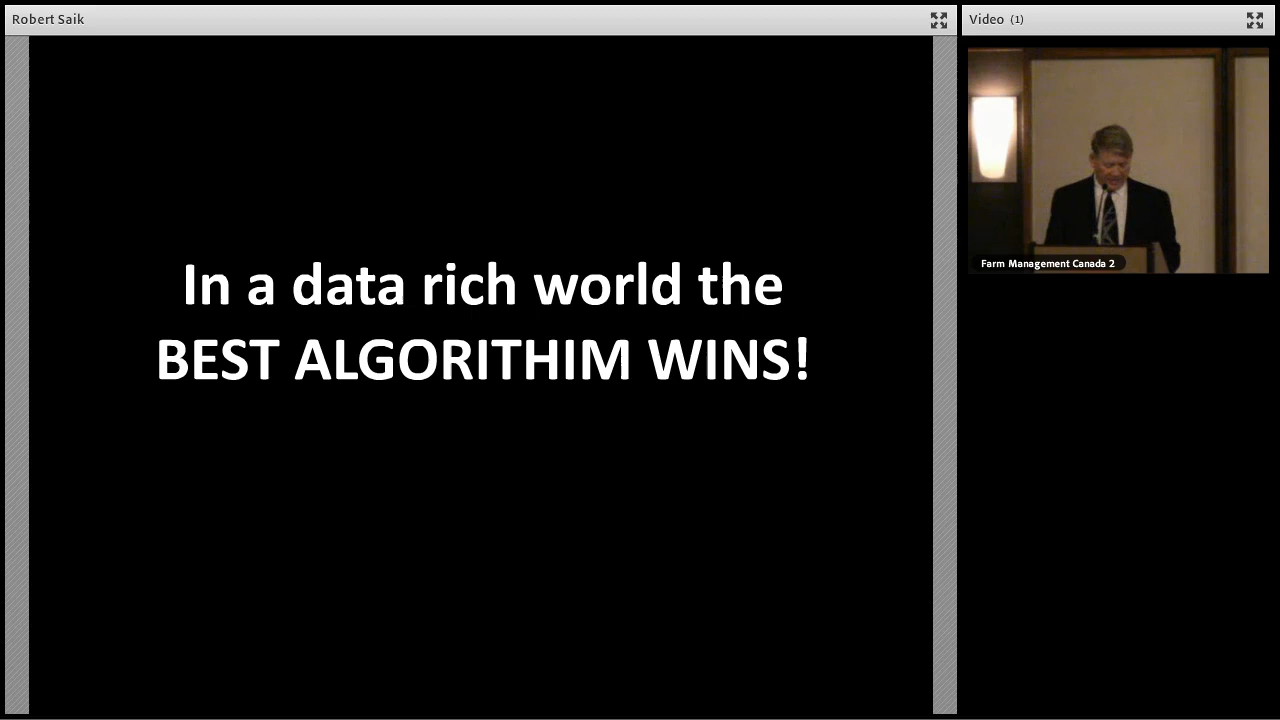 Robert Saik
Video (1)
In a data rich world the
BEST ALGORITHIM WINS!
Farm Management Canada 2